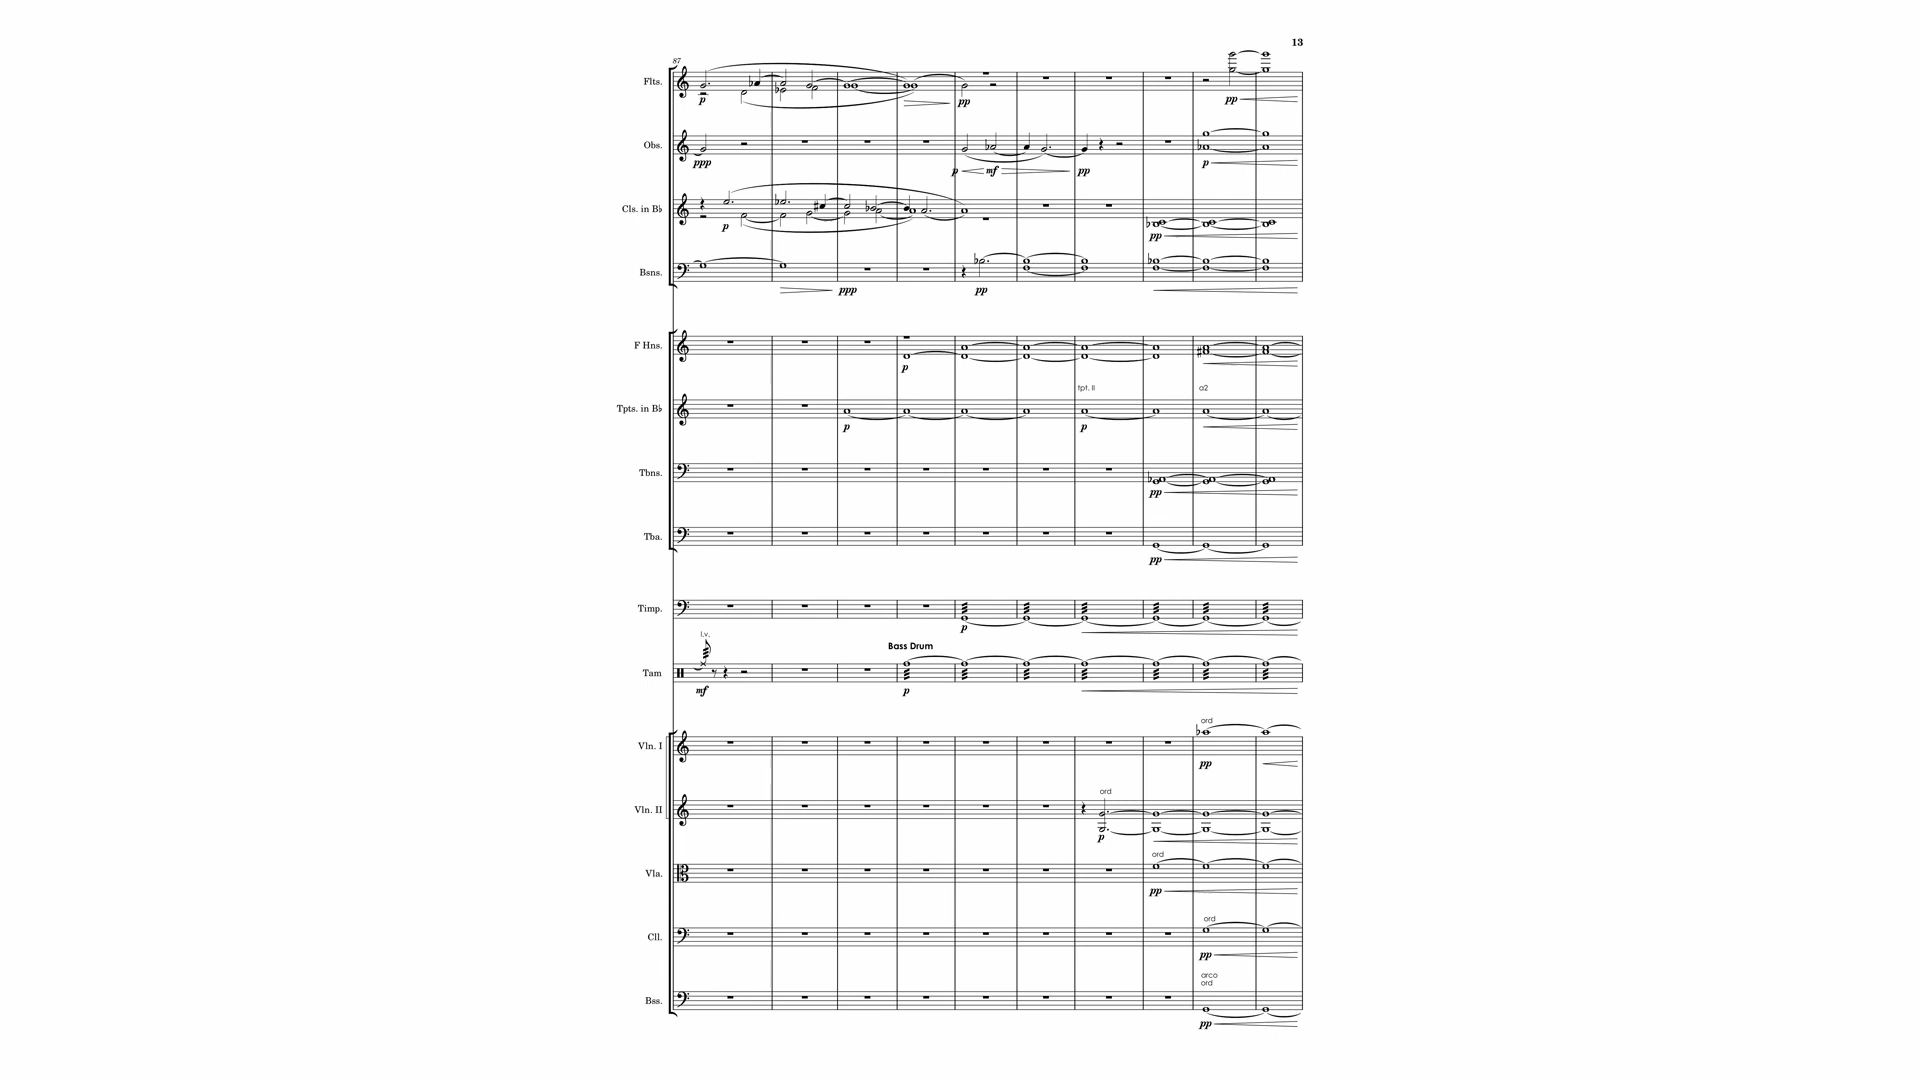 13
87
Flts.
p
pp
pp
Obs.
ppp
p mf pp p
Cls. in B♭
p
pp
Bsns.
ppp pp
F Hns.
p
tpt. II a2
Tpts. in B♭
p p
Tbns.
pp
Tba.
pp
Timp.
p
l.v.
Bass Drum
Tam
mf p
ord
Vln. I
pp
ord
Vln. II
p
ord
Vla.
pp
ord
Cll.
pp
arco
ord
Bss.
pp